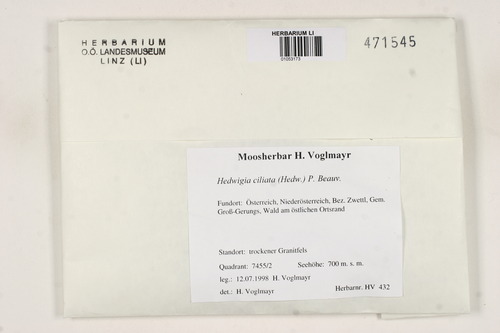 HERBARIUM
O.Ö. LANDESMUSEUM
LINZ (LI)
HERBARIUM LI
01063173
471545
Moosherbar H. Voglmayr
Hedwigia ciliata (Hedw.) P. Beauv.
Fundort: Österreich, Niederösterreich, Bez. Zwettl, Gem.
Groß-Gerungs, Wald am östlichen Ortsrand
Standort: trockener Granitfels
Quadrant: 7455/2 Seehöhe: 700 m. s. m.
leg.: 12.07.1998 H. Voglmayr
det.: H. Voglmayr Herbarnr. HV 432